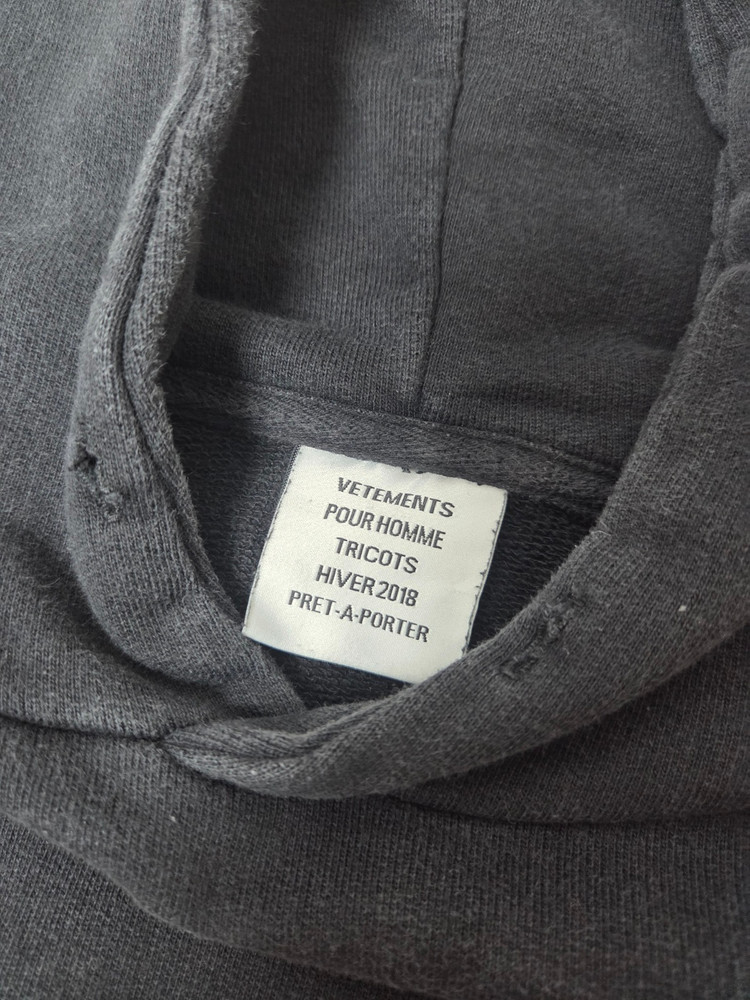 VETEMENTS
POUR HOMME
TRICOTS
HIVER 2018
PRET-A-PORTER